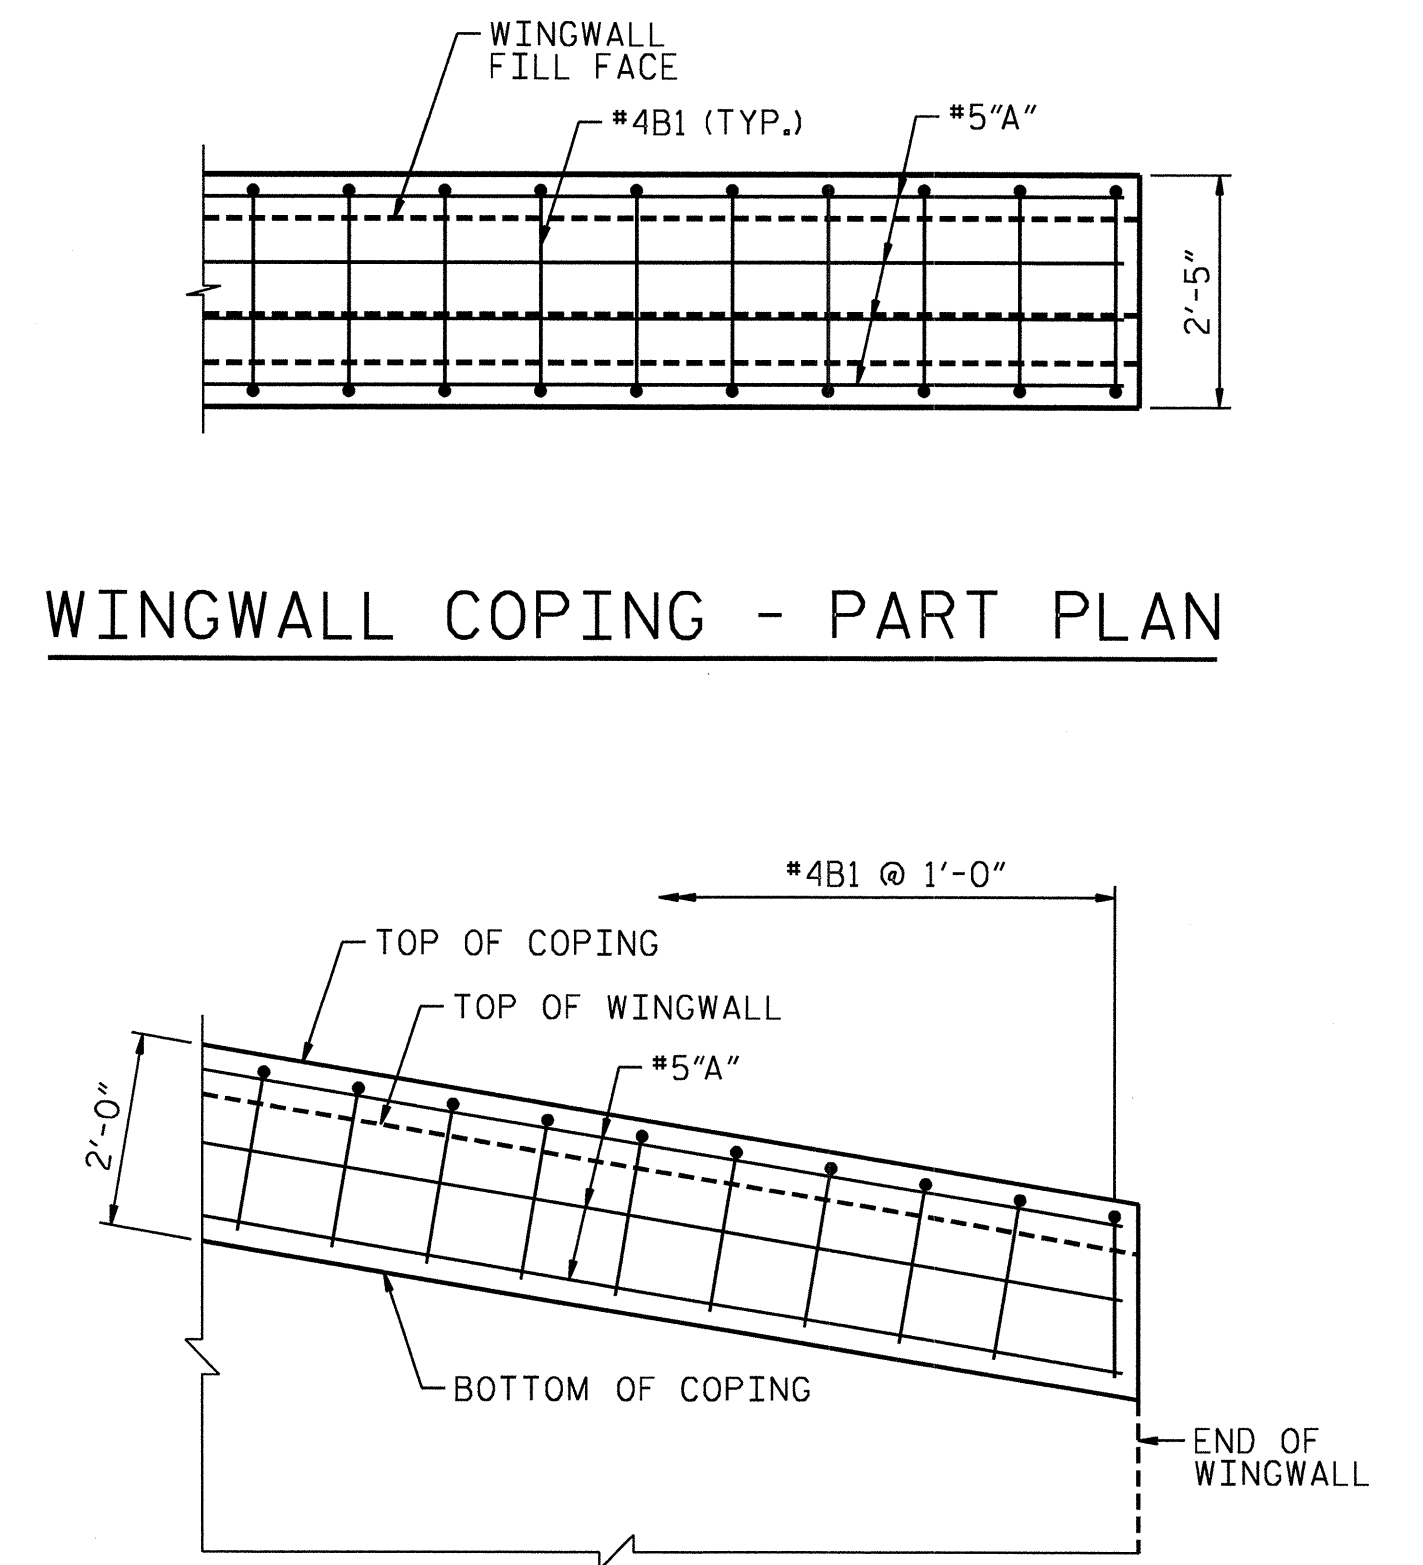 WINGWALL
FILL FACE
#4B1 (TYP.)
#5"A"
2'-5"
WINGWALL COPING - PART PLAN
#4B1 @ 1'-0"
TOP OF COPING
TOP OF WINGWALL
#5"A"
2'-0"
BOTTOM OF COPING
END OF
WINGWALL